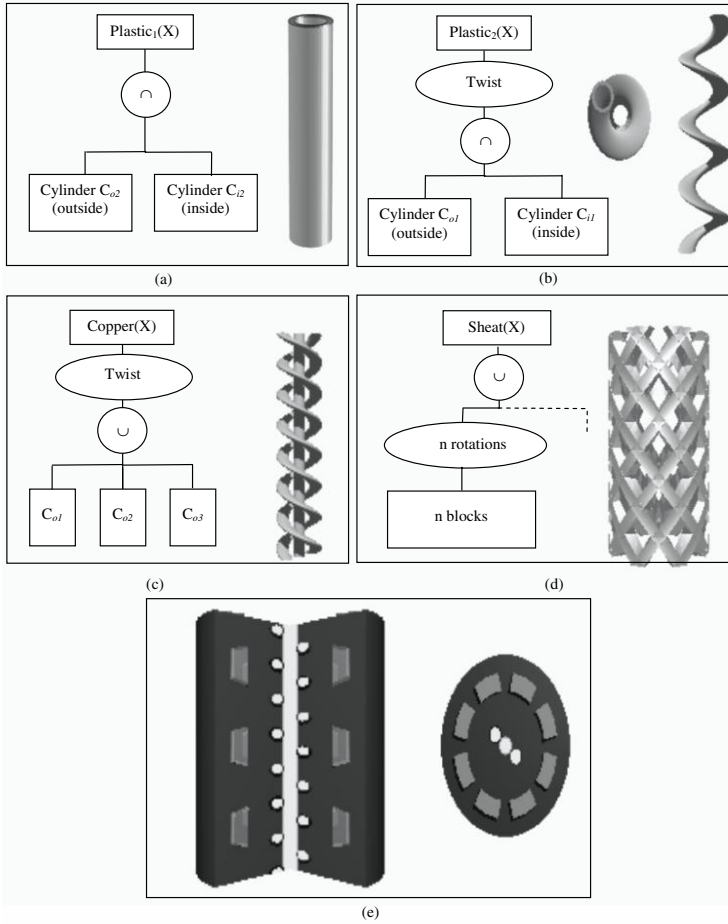 Plastic₁(X)
∩
Cylinder Cₒ₂
(outside)
Cylinder Cᵢ₂
(inside)
(a)
Plastic₂(X)
Twist
∩
Cylinder Cₒ₁
(outside)
Cylinder Cᵢ₁
(inside)
(b)
Copper(X)
Twist
∪
Cₒ₁
Cₒ₂
Cₒ₃
(c)
Sheat(X)
∪
n rotations
n blocks
(d)
(e)